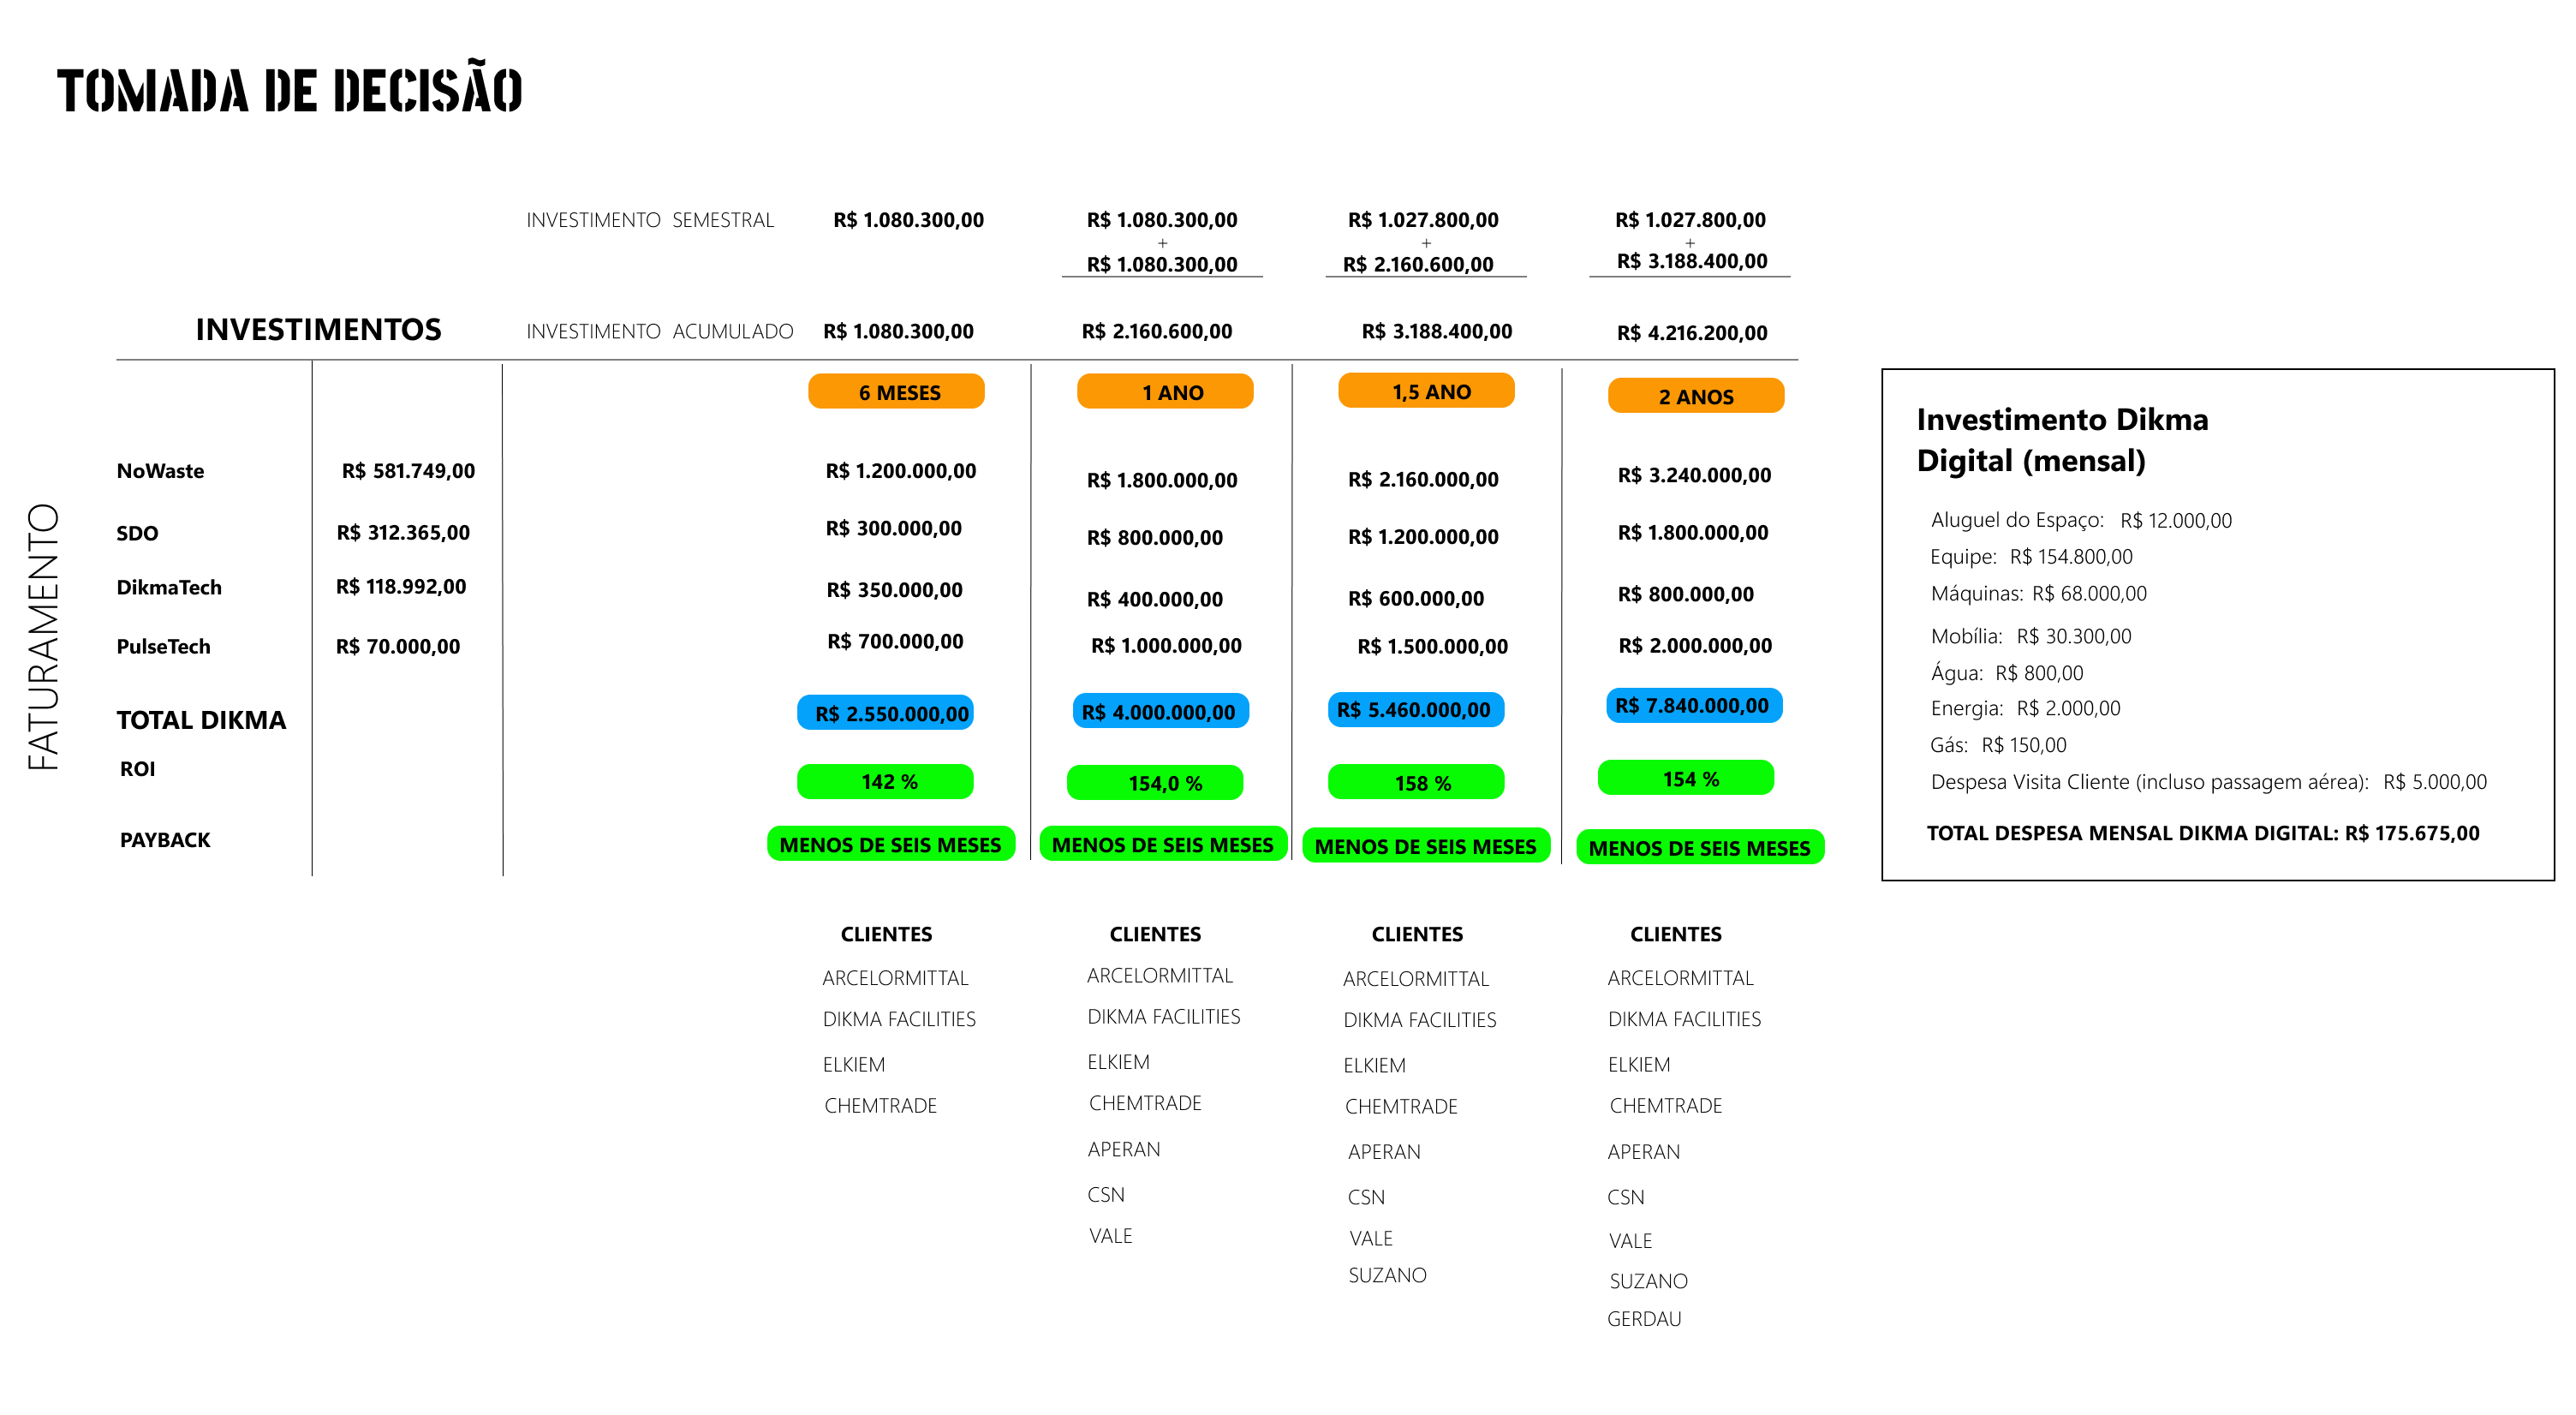 TOMADA DE DECISÃO
INVESTIMENTO SEMESTRAL R$ 1.080.300,00 R$ 1.080.300,00 R$ 1.027.800,00 R$ 1.027.800,00
+ + +
R$ 1.080.300,00 R$ 2.160.600,00 R$ 3.188.400,00
INVESTIMENTOS INVESTIMENTO ACUMULADO R$ 1.080.300,00 R$ 2.160.600,00 R$ 3.188.400,00 R$ 4.216.200,00
6 MESES 1 ANO 1,5 ANO 2 ANOS
FATURAMENTO
NoWaste R$ 581.749,00 R$ 1.200.000,00 R$ 1.800.000,00 R$ 2.160.000,00 R$ 3.240.000,00
SDO R$ 312.365,00 R$ 300.000,00 R$ 800.000,00 R$ 1.200.000,00 R$ 1.800.000,00
DikmaTech R$ 118.992,00 R$ 350.000,00 R$ 400.000,00 R$ 600.000,00 R$ 800.000,00
PulseTech R$ 70.000,00 R$ 700.000,00 R$ 1.000.000,00 R$ 1.500.000,00 R$ 2.000.000,00
TOTAL DIKMA R$ 2.550.000,00 R$ 4.000.000,00 R$ 5.460.000,00 R$ 7.840.000,00
ROI 142 % 154,0 % 158 % 154 %
PAYBACK MENOS DE SEIS MESES MENOS DE SEIS MESES MENOS DE SEIS MESES MENOS DE SEIS MESES
CLIENTES CLIENTES CLIENTES CLIENTES
ARCELORMITTAL ARCELORMITTAL ARCELORMITTAL ARCELORMITTAL
DIKMA FACILITIES DIKMA FACILITIES DIKMA FACILITIES DIKMA FACILITIES
ELKIEM ELKIEM ELKIEM ELKIEM
CHEMTRADE CHEMTRADE CHEMTRADE CHEMTRADE
APERAN APERAN APERAN
CSN CSN CSN
VALE VALE VALE
SUZANO SUZANO
GERDAU
Investimento Dikma
Digital (mensal)
Aluguel do Espaço: R$ 12.000,00
Equipe: R$ 154.800,00
Máquinas: R$ 68.000,00
Mobília: R$ 30.300,00
Água: R$ 800,00
Energia: R$ 2.000,00
Gás: R$ 150,00
Despesa Visita Cliente (incluso passagem aérea): R$ 5.000,00
TOTAL DESPESA MENSAL DIKMA DIGITAL: R$ 175.675,00